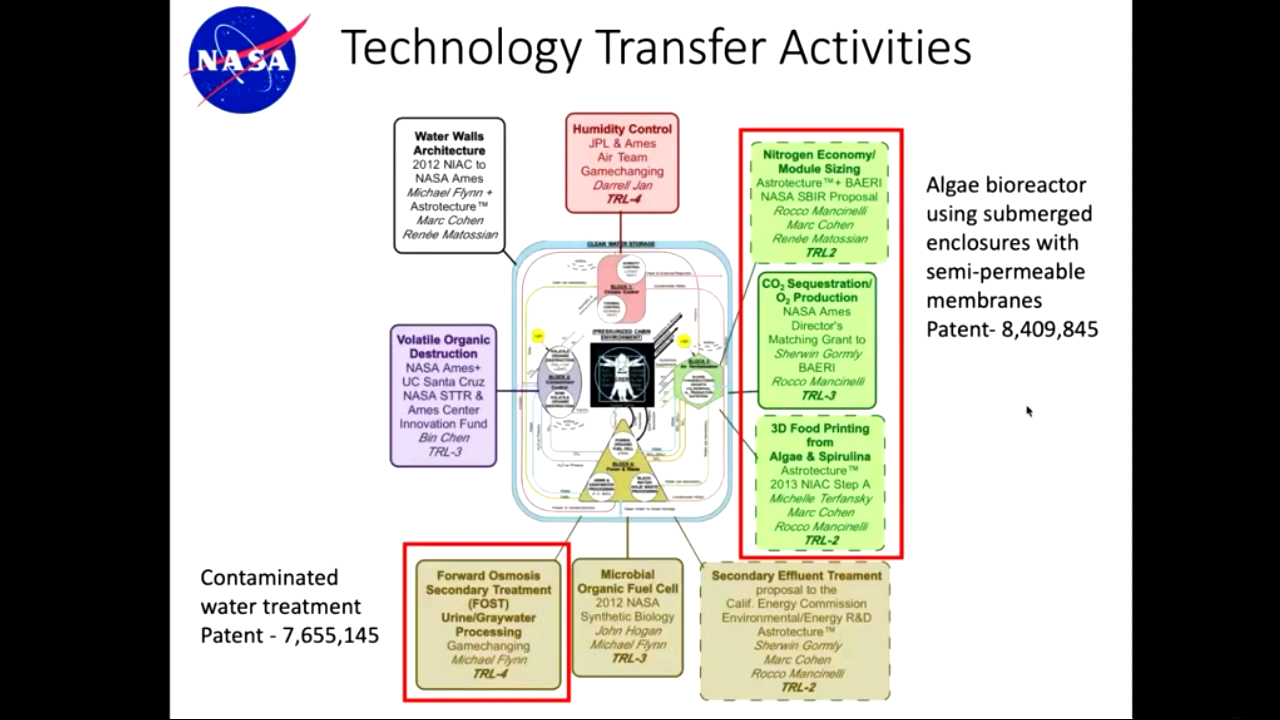 NASA
Technology Transfer Activities
Water Walls
Architecture
2012 NIAC to
NASA Ames
Michael Flynn +
Astrotecture™
Marc Cohen
Renée Matossian
Humidity Control
JPL & Ames
Air Team
Gamechanging
Darrell Jan
TRL-4
Nitrogen Economy/
Module Sizing
Astrotecture™+ BAERI
NASA SBIR Proposal
Rocco Mancinelli
Marc Cohen
Renée Matossian
TRL2
Algae bioreactor
using submerged
enclosures with
semi-permeable
membranes
Patent- 8,409,845
CO₂ Sequestration/
O₂ Production
NASA Ames
Director's
Matching Grant to
Sherwin Gormly
BAERI
Rocco Mancinelli
TRL-3
Volatile Organic
Destruction
NASA Ames+
UC Santa Cruz
NASA STTR &
Ames Center
Innovation Fund
Bin Chen
TRL-3
CLEAN WATER STORAGE
HUMIDITY
CONTROL
(PRESSURIZED CABIN
ENVIRONMENT)
3D Food Printing
from
Algae & Spirulina
Astrotecture™
2013 NIAC Step A
Michelle Terfansky
Marc Cohen
Rocco Mancinelli
TRL-2
Contaminated
water treatment
Patent - 7,655,145
Forward Osmosis
Secondary Treatment
(FOST)
Urine/Graywater
Processing
Gamechanging
Michael Flynn
TRL-4
Microbial
Organic Fuel Cell
2012 NASA
Synthetic Biology
John Hogan
Michael Flynn
TRL-3
Secondary Effluent Treament
proposal to the
Calif. Energy Commission
Environmental/Energy R&D
Astrotecture™
Sherwin Gormly
Marc Cohen
Rocco Mancinelli
TRL-2